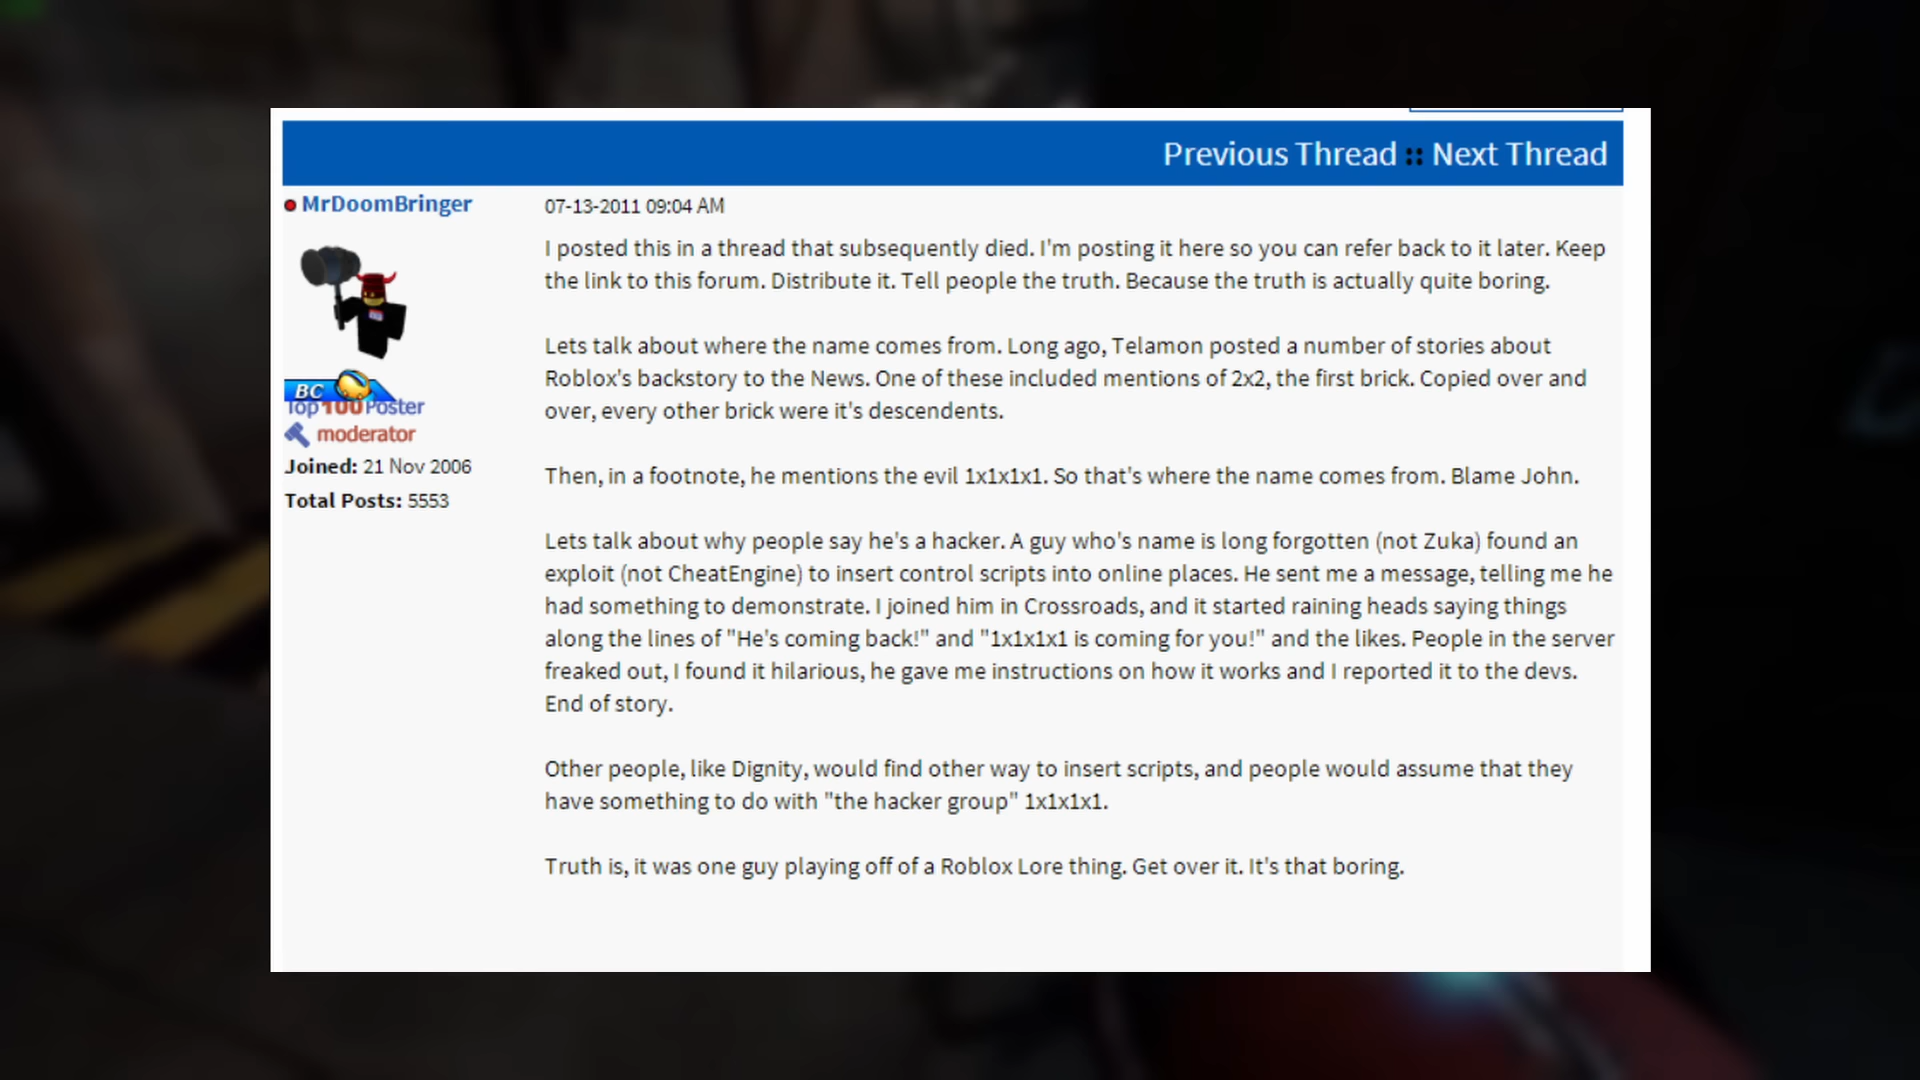 Previous Thread :: Next Thread
MrDoomBringer
07-13-2011 09:04 AM
I posted this in a thread that subsequently died. I'm posting it here so you can refer back to it later. Keep
the link to this forum. Distribute it. Tell people the truth. Because the truth is actually quite boring.
Lets talk about where the name comes from. Long ago, Telamon posted a number of stories about
Roblox's backstory to the News. One of these included mentions of 2x2, the first brick. Copied over and
over, every other brick were it's descendents.
Then, in a footnote, he mentions the evil 1x1x1x1. So that's where the name comes from. Blame John.
Lets talk about why people say he's a hacker. A guy who's name is long forgotten (not Zuka) found an
exploit (not CheatEngine) to insert control scripts into online places. He sent me a message, telling me he
had something to demonstrate. I joined him in Crossroads, and it started raining heads saying things
along the lines of "He's coming back!" and "1x1x1x1 is coming for you!" and the likes. People in the server
freaked out, I found it hilarious, he gave me instructions on how it works and I reported it to the devs.
End of story.
Other people, like Dignity, would find other way to insert scripts, and people would assume that they
have something to do with "the hacker group" 1x1x1x1.
Truth is, it was one guy playing off of a Roblox Lore thing. Get over it. It's that boring.
BC
Top 100 Poster
moderator
Joined: 21 Nov 2006
Total Posts: 5553